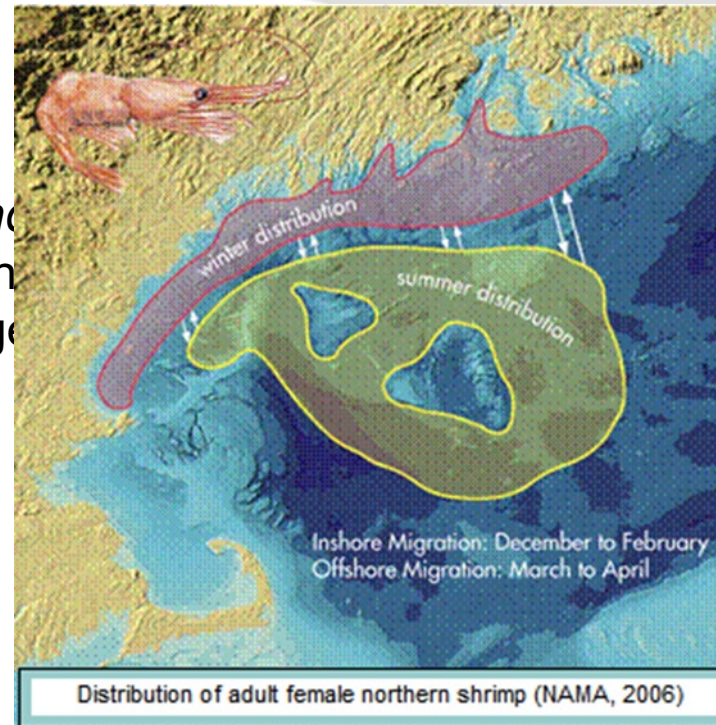 winter distribution
summer distribution
Inshore Migration: December to February
Offshore Migration: March to April
Distribution of adult female northern shrimp (NAMA, 2006)